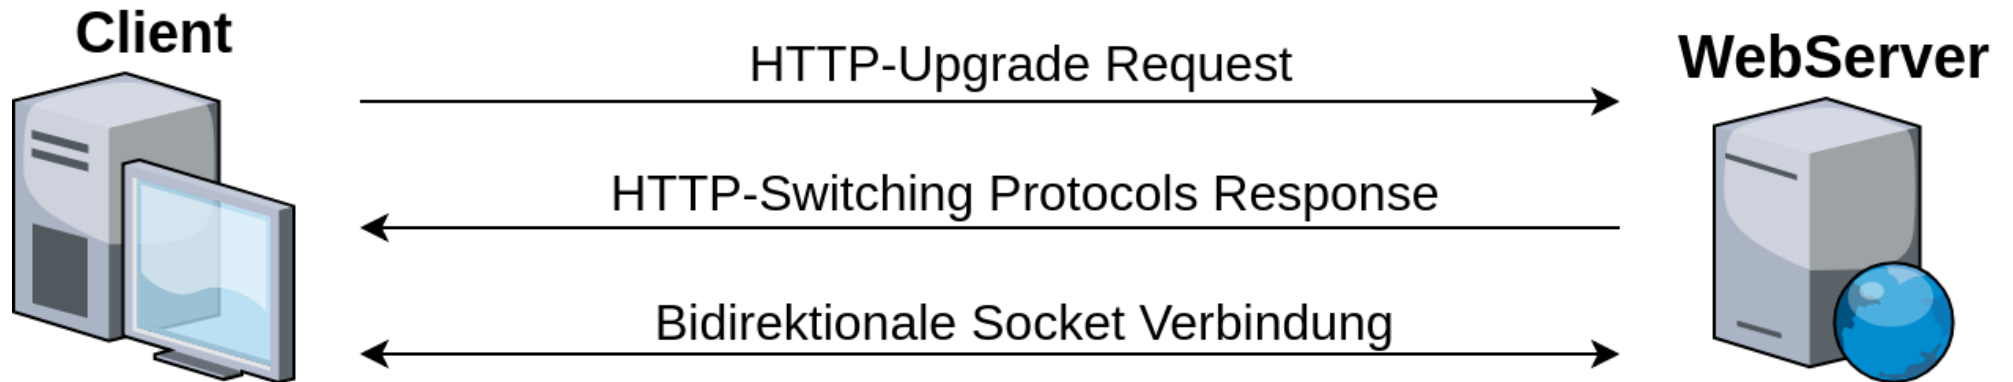 Client
WebServer
HTTP-Upgrade Request
HTTP-Switching Protocols Response
Bidirektionale Socket Verbindung